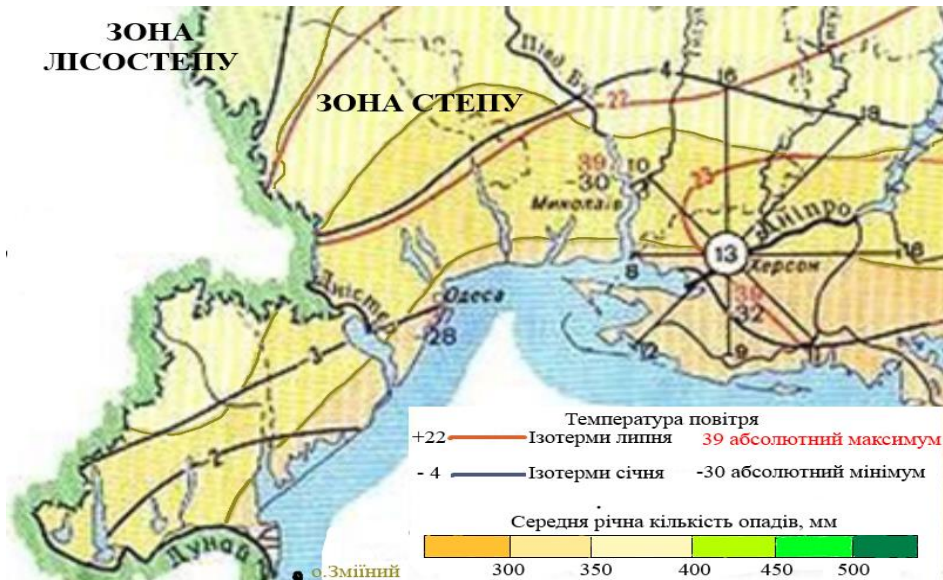 ЗОНА
ЛІСОСТЕПУ
ЗОНА СТЕПУ
Півд Буг
4
16
22
18
39
-30
10
Миколаїв
23
Дніпро
13
Херсон
18
8
39
-32
12
9
11
Дністер
Одеса
-28
-3
-2
Дунай
о.Зміїний
Температура повітря
+22 Ізотерми липня 39 абсолютний максимум
- 4 Ізотерми січня -30 абсолютний мінімум
Середня річна кількість опадів, мм
300 350 400 450 500